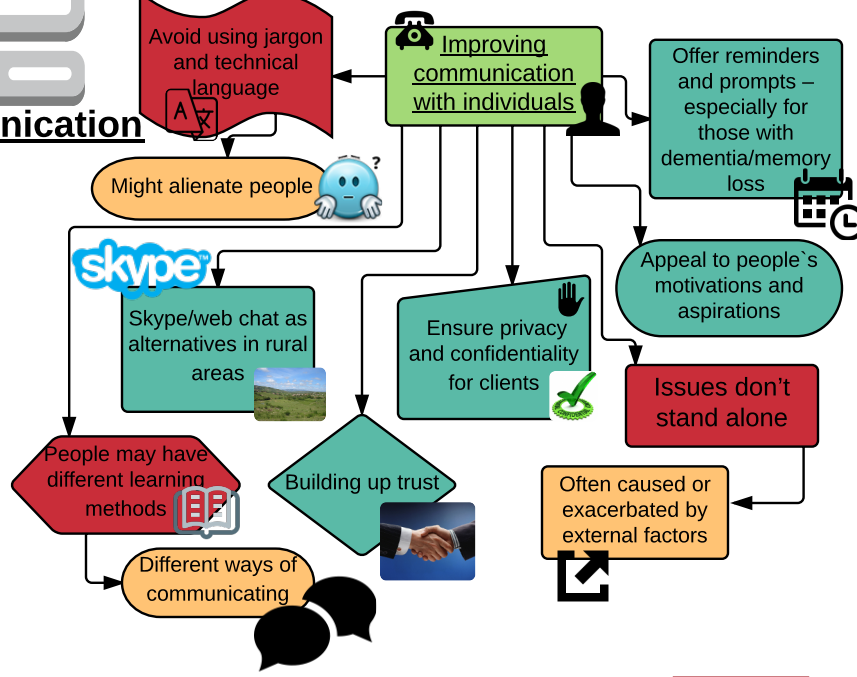 Avoid using jargon
and technical
language
nication
Might alienate people
?
Improving
communication
with individuals
Offer reminders
and prompts –
especially for
those with
dementia/memory
loss
Appeal to people`s
motivations and
aspirations
skype™
Skype/web chat as
alternatives in rural
areas
Ensure privacy
and confidentiality
for clients
Issues don’t
stand alone
Often caused or
exacerbated by
external factors
People may have
different learning
methods
Building up trust
Different ways of
communicating
A
文